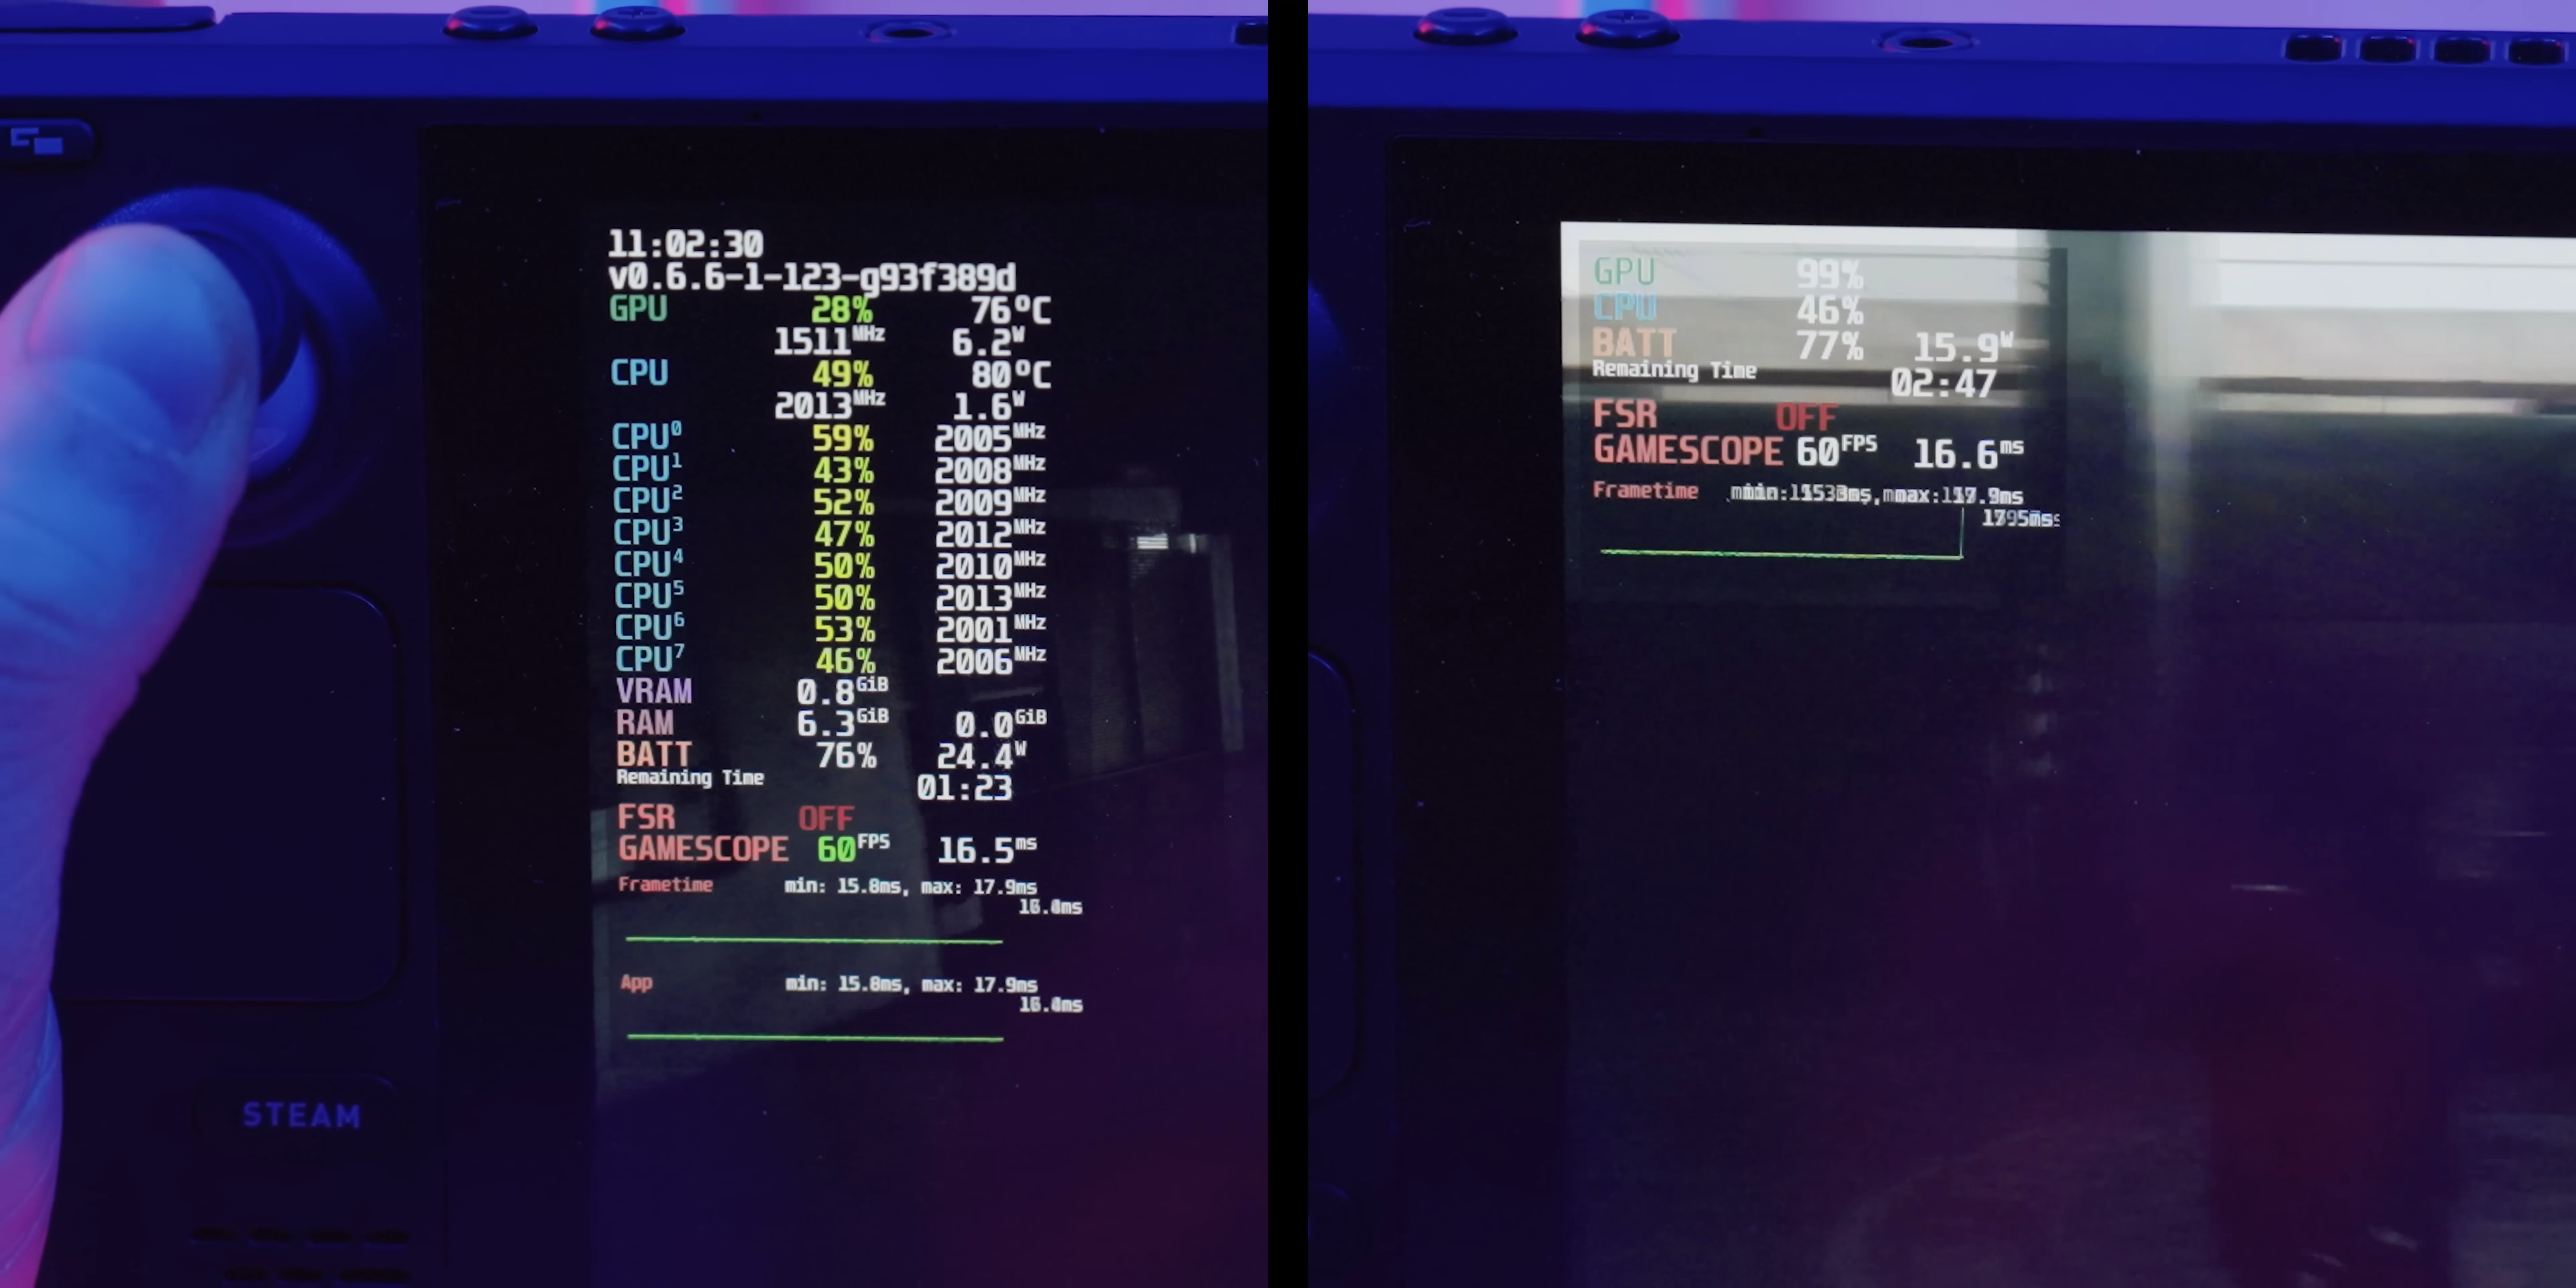 11:02:30
v0.6.6-1-123-g93f389d
GPU 28% 76°C
1511MHz 6.2W
CPU 49% 80°C
2013MHz 1.6W
CPU0 59% 2005MHz
CPU1 43% 2008MHz
CPU2 52% 2009MHz
CPU3 47% 2012MHz
CPU4 50% 2010MHz
CPU5 50% 2013MHz
CPU6 53% 2001MHz
CPU7 46% 2006MHz
VRAM 0.8GiB
RAM 6.3GiB 0.0GiB
BATT 76% 24.4W
Remaining Time 01:23
FSR OFF
GAMESCOPE 60FPS 16.5ms
Frametime min: 15.8ms, max: 17.9ms
App min: 15.8ms, max: 17.9ms
STEAM
GPU 99%
CPU 46%
BATT 77% 15.9W
Remaining Time 02:47
FSR OFF
GAMESCOPE 60FPS 16.6ms
Frametime